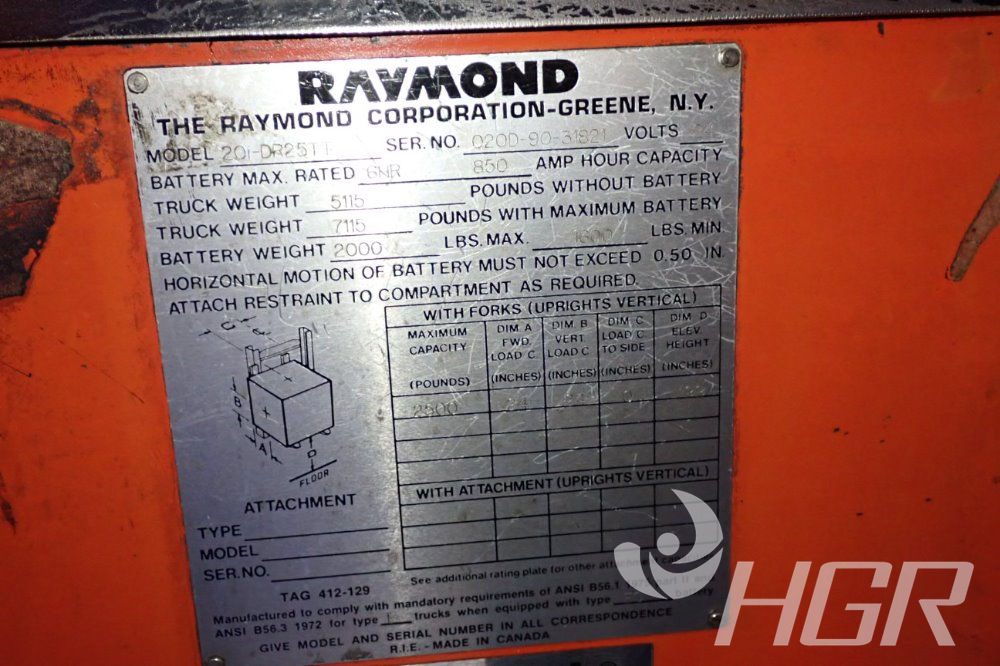 RAYMOND
THE RAYMOND CORPORATION-GREENE, N.Y.
MODEL 201-DR25TT SER. NO. 020D-90-31821 VOLTS
BATTERY MAX. RATED 6NR 850 AMP HOUR CAPACITY
TRUCK WEIGHT 5115 POUNDS WITHOUT BATTERY
TRUCK WEIGHT 7115 POUNDS WITH MAXIMUM BATTERY
BATTERY WEIGHT 2000 LBS. MAX. 1600 LBS. MIN.
HORIZONTAL MOTION OF BATTERY MUST NOT EXCEED 0.50 IN.
ATTACH RESTRAINT TO COMPARTMENT AS REQUIRED.
WITH FORKS (UPRIGHTS VERTICAL)
MAXIMUM CAPACITY (POUNDS)
DIM. A FWD. LOAD C. (INCHES)
DIM. B VERT. LOAD C (INCHES)
DIM. C LOAD C. TO SIDE (INCHES)
DIM. D ELEV. HEIGHT (INCHES)
2500 24 24
C
B
A
D
FLOOR
WITH ATTACHMENT (UPRIGHTS VERTICAL)
ATTACHMENT
TYPE
MODEL
SER. NO.
See additional rating plate for other
TAG 412-129
Manufactured to comply with mandatory requirements of ANSI B56.1
ANSI B56.3 1972 for type E trucks when equipped with type
GIVE MODEL AND SERIAL NUMBER IN ALL CORRESPONDENCE
R.I.E. - MADE IN CANADA
HGR